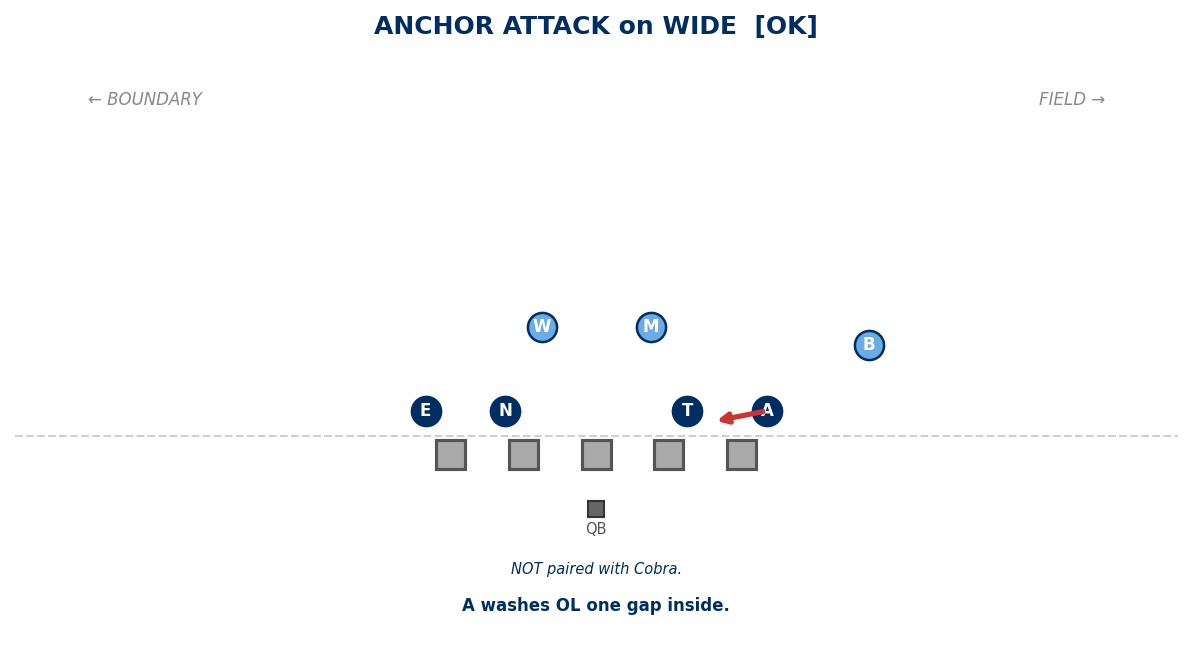 ANCHOR ATTACK on WIDE [OK]
← BOUNDARY
FIELD →
W
M
B
E
N
T
A
QB
NOT paired with Cobra.
A washes OL one gap inside.